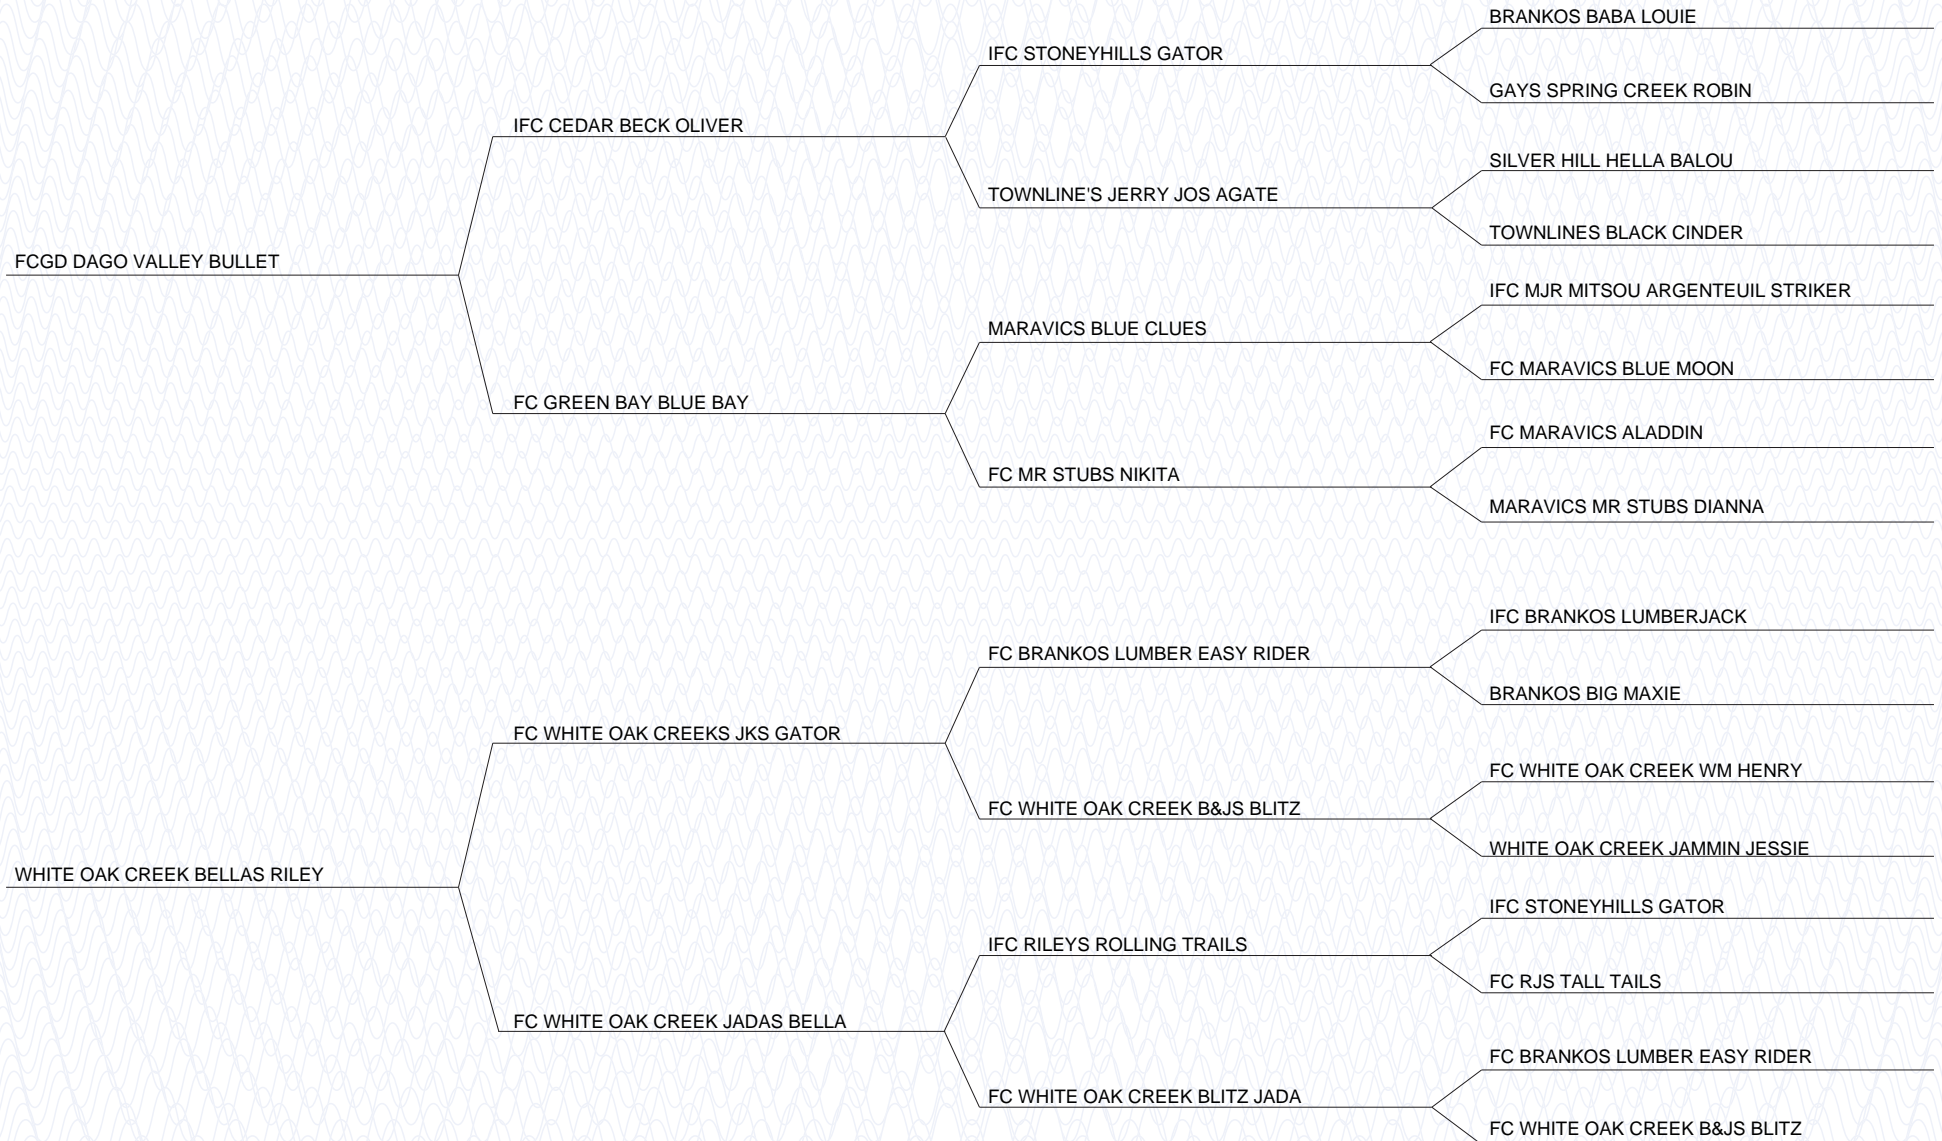 BRANKOS BABA LOUIE
IFC STONEYHILLS GATOR
GAYS SPRING CREEK ROBIN
IFC CEDAR BECK OLIVER
SILVER HILL HELLA BALOU
TOWNLINE'S JERRY JOS AGATE
TOWNLINES BLACK CINDER
FCGD DAGO VALLEY BULLET
IFC MJR MITSOU ARGENTEUIL STRIKER
MARAVICS BLUE CLUES
FC MARAVICS BLUE MOON
FC GREEN BAY BLUE BAY
FC MARAVICS ALADDIN
FC MR STUBS NIKITA
MARAVICS MR STUBS DIANNA
IFC BRANKOS LUMBERJACK
FC BRANKOS LUMBER EASY RIDER
BRANKOS BIG MAXIE
FC WHITE OAK CREEKS JKS GATOR
FC WHITE OAK CREEK WM HENRY
FC WHITE OAK CREEK B&JS BLITZ
WHITE OAK CREEK JAMMIN JESSIE
WHITE OAK CREEK BELLAS RILEY
IFC STONEYHILLS GATOR
IFC RILEYS ROLLING TRAILS
FC RJS TALL TAILS
FC WHITE OAK CREEK JADAS BELLA
FC BRANKOS LUMBER EASY RIDER
FC WHITE OAK CREEK BLITZ JADA
FC WHITE OAK CREEK B&JS BLITZ